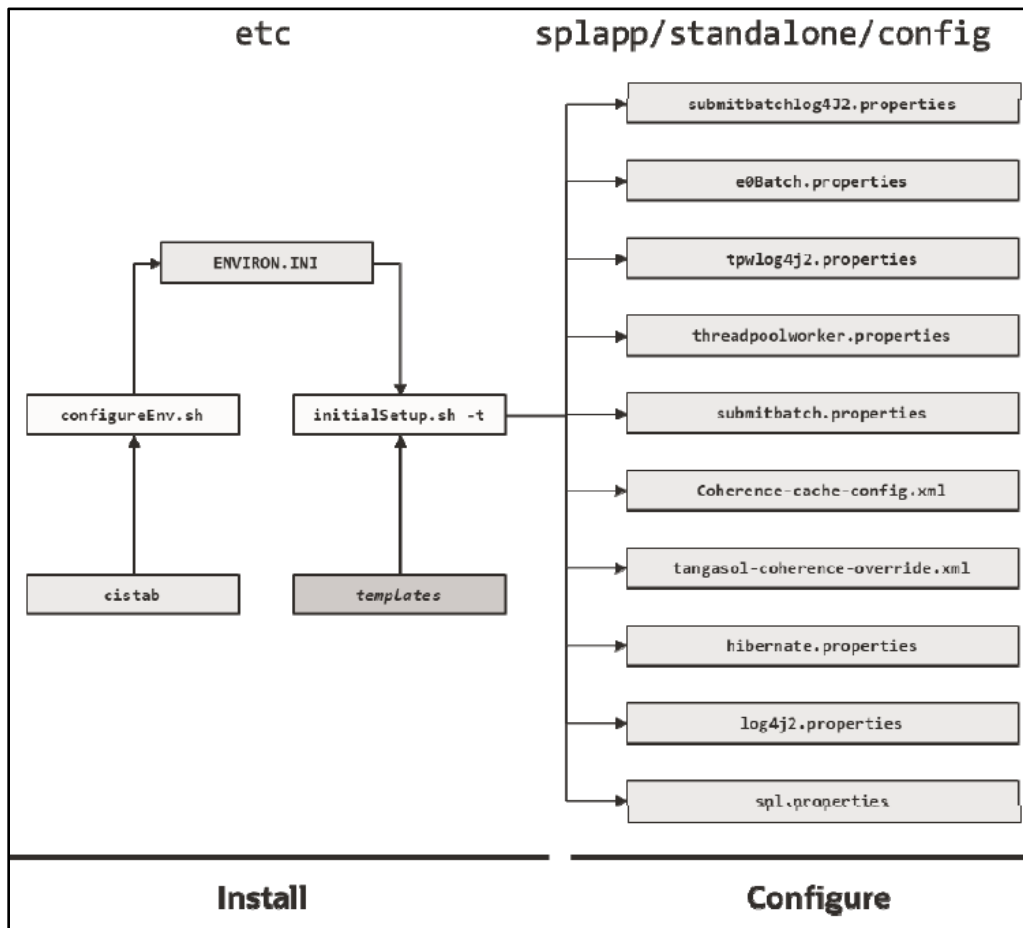 etc
splapp/standalone/config
submitbatchlog4J2.properties
e0Batch.properties
ENVIRON.INI
tpwlog4j2.properties
threadpoolworker.properties
configureEnv.sh
initialSetup.sh -t
submitbatch.properties
Coherence-cache-config.xml
tangasol-coherence-override.xml
cistab
templates
hibernate.properties
log4j2.properties
spl.properties
Install
Configure